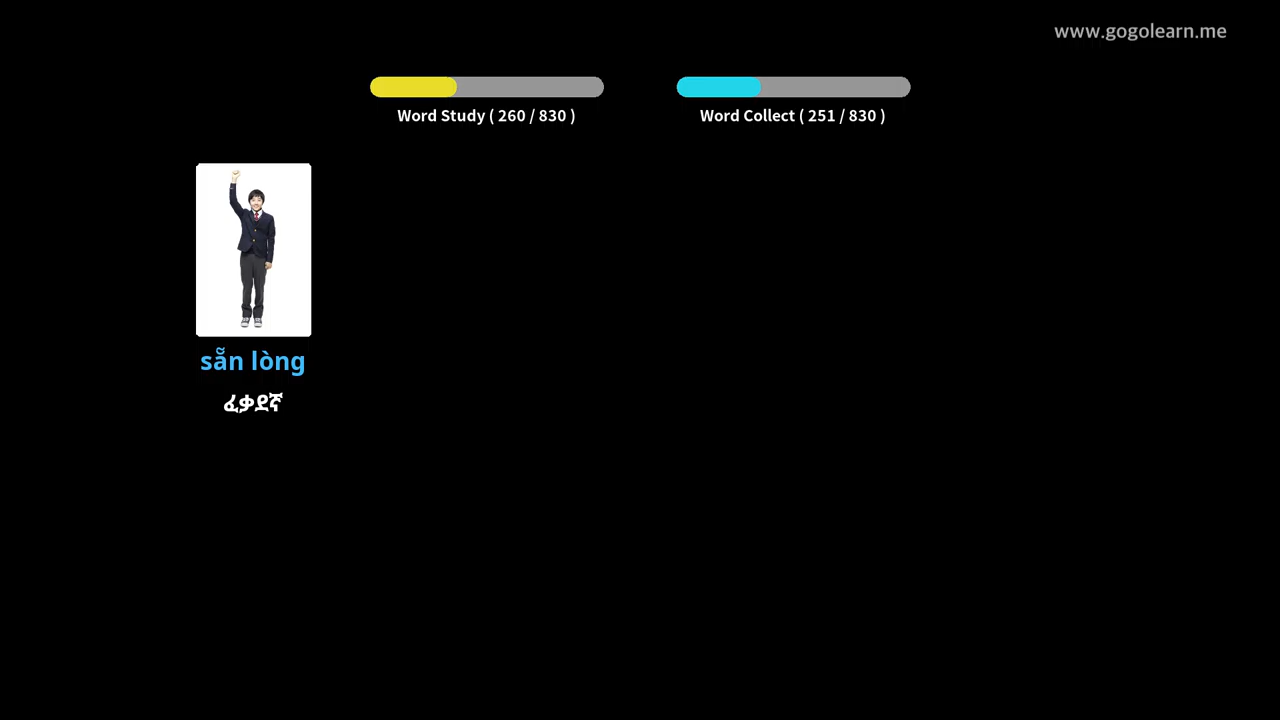 www.gogolearn.me
Word Study ( 260 / 830 )
Word Collect ( 251 / 830 )
sẵn lòng
ፈቃደኛ